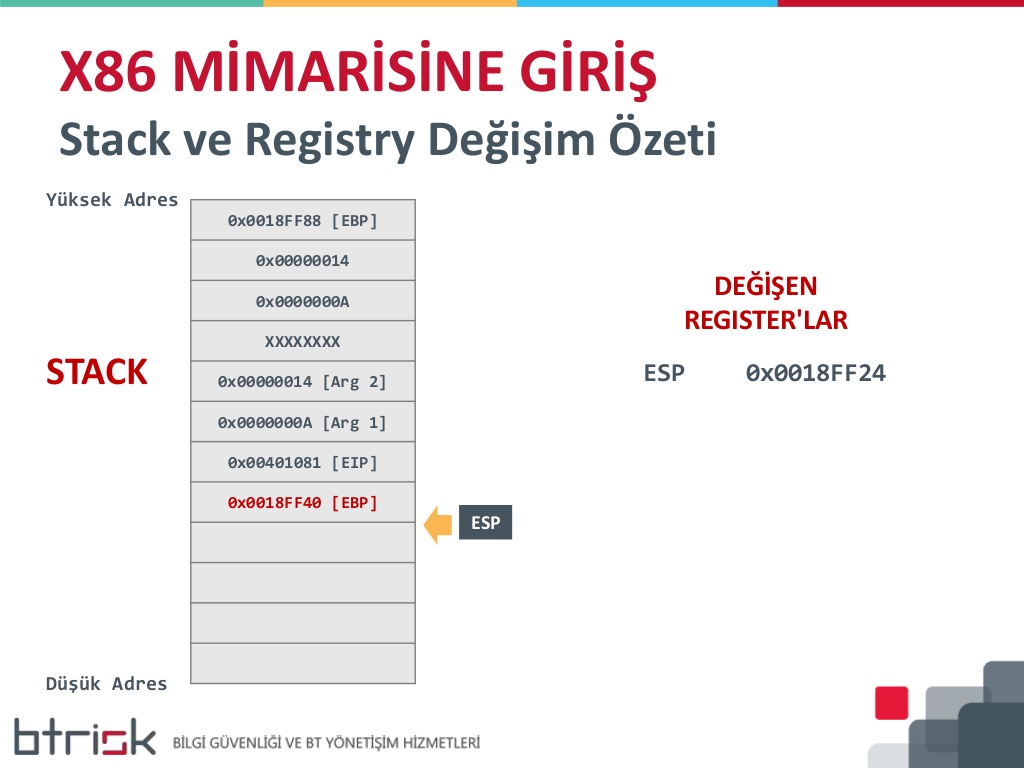 X86 MİMARİSİNE GİRİŞ
Stack ve Registry Değişim Özeti
Yüksek Adres
0x0018FF88 [EBP]
0x00000014
0x0000000A
XXXXXXXX
0x00000014 [Arg 2]
0x0000000A [Arg 1]
0x00401081 [EIP]
0x0018FF40 [EBP]
STACK
ESP
Düşük Adres
DEĞİŞEN
REGISTER'LAR
ESP 0x0018FF24
btrisk BİLGİ GÜVENLİĞİ VE BT YÖNETİŞİM HİZMETLERİ